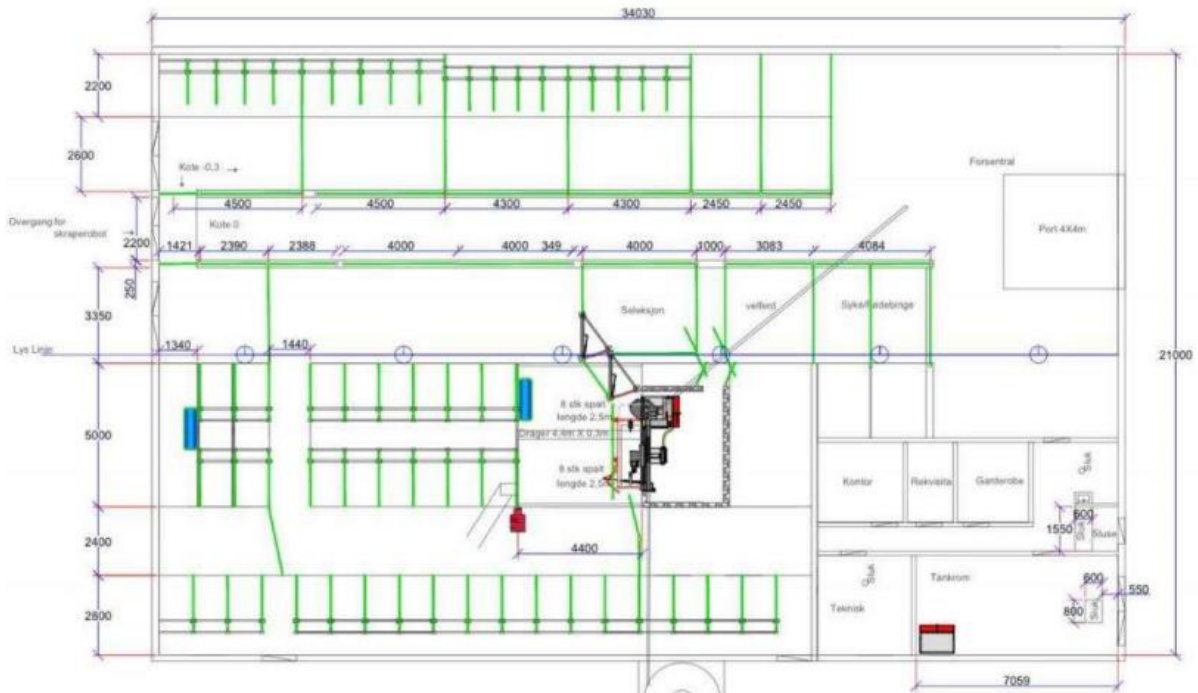 34030
2200
2600
Kote -0,3
Forsentral
4500
4500
4300
4300
2450
2450
Overgang for
skraperobot
Kote 0
Port 4X4m
2200
1421
2390
2388
4000
4000
349
4000
1000
3083
4084
250
3350
Seleksjon
velferd
Syke/Fødebinge
Lys Linje
1340
1440
21000
8 stk spalt
lengde 2,5m
Drager 4,4m X 0,3m
5000
8 stk spalt
lengde 2,5m
Kontor
Rekvisita
Garderobe
Sluk
600
1550
Sluk
Sluse
2400
4400
Sluk
Tankrom
600
550
2800
Teknisk
800
Sluk
7059